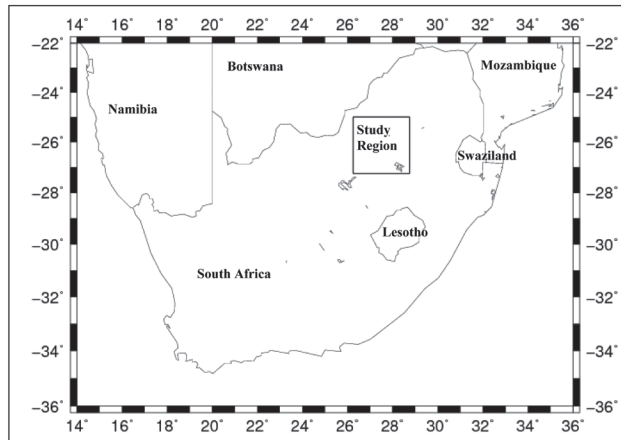 14° 16° 18° 20° 22° 24° 26° 28° 30° 32° 34° 36°
−22° −22°
Botswana Mozambique
−24° −24°
Namibia
Study
Region
−26° −26°
Swaziland
−28° −28°
Lesotho
−30° −30°
South Africa
−32° −32°
−34° −34°
−36° −36°
14° 16° 18° 20° 22° 24° 26° 28° 30° 32° 34° 36°